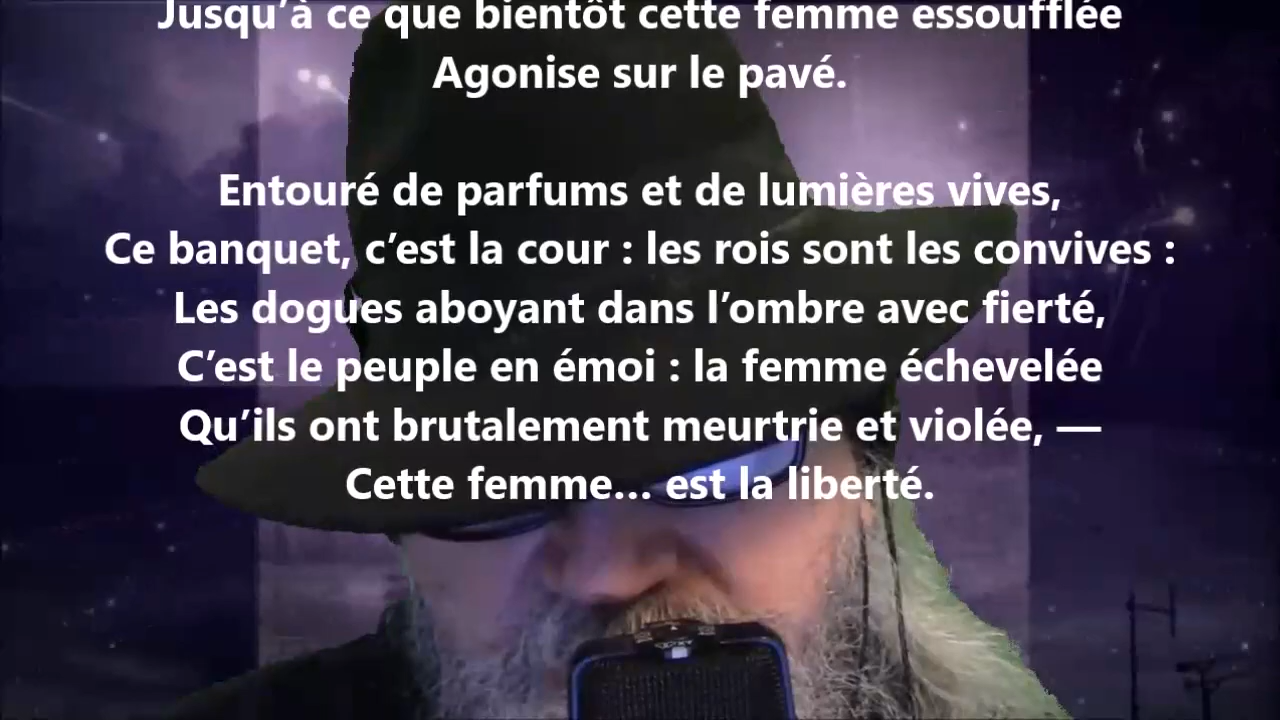 Jusqu’à ce que bientôt cette femme essoufflée
Agonise sur le pavé.
Entouré de parfums et de lumières vives,
Ce banquet, c’est la cour : les rois sont les convives :
Les dogues aboyant dans l’ombre avec fierté,
C’est le peuple en émoi : la femme échevelée
Qu’ils ont brutalement meurtrie et violée, —
Cette femme… est la liberté.